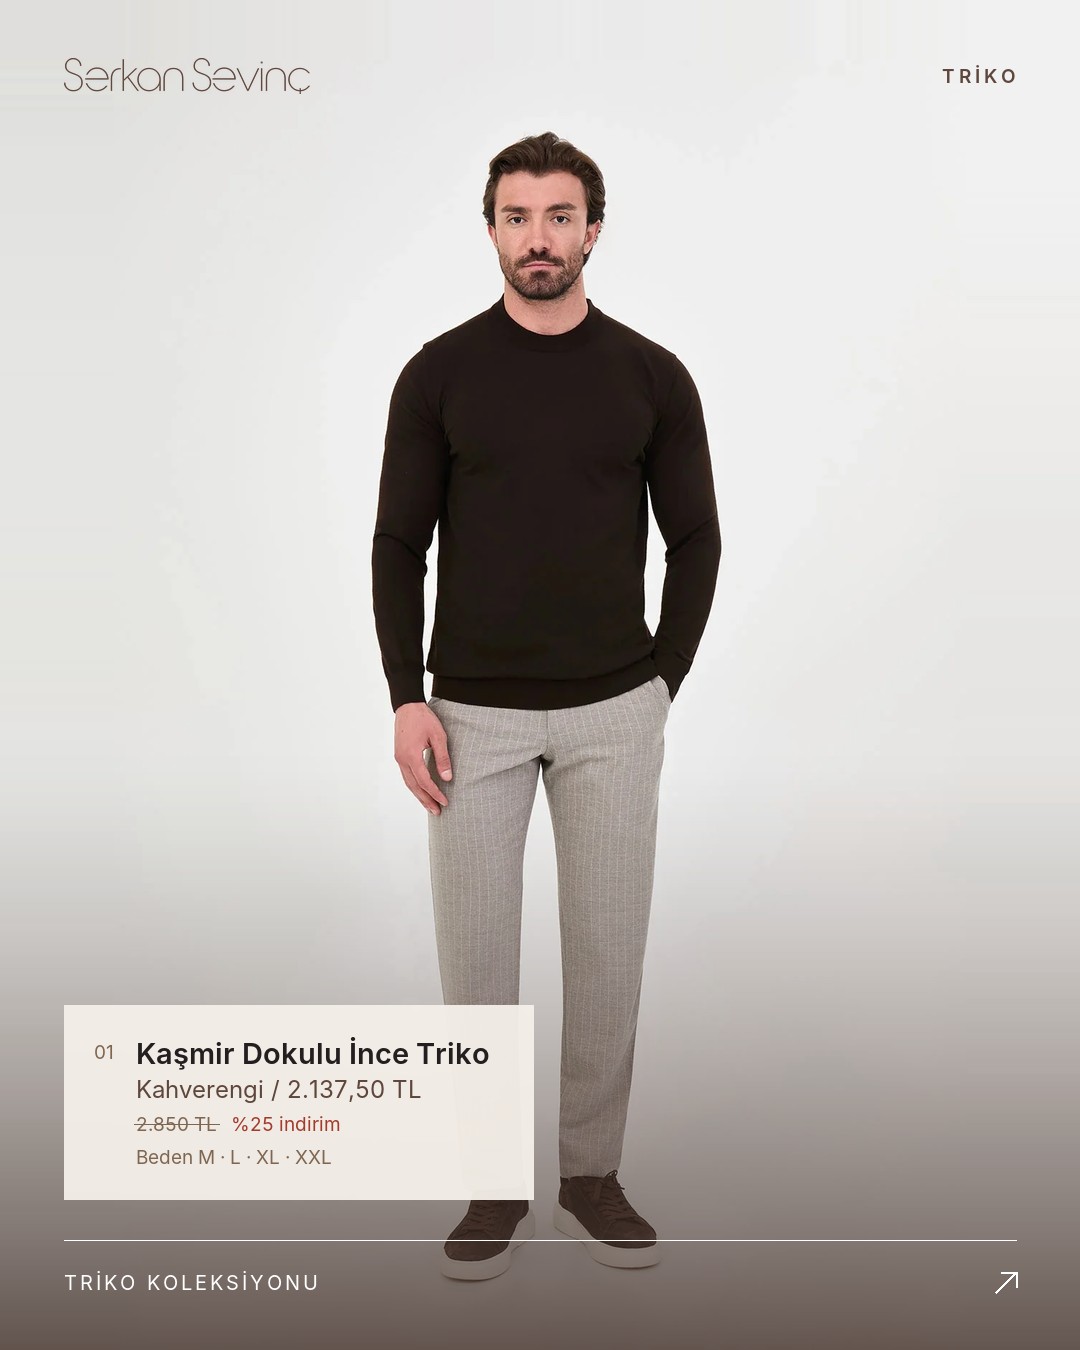 Serkan Sevinç
TRİKO
01 Kaşmir Dokulu İnce Triko
Kahverengi / 2.137,50 TL
2.850 TL %25 indirim
Beden M · L · XL · XXL
TRİKO KOLEKSİYONU